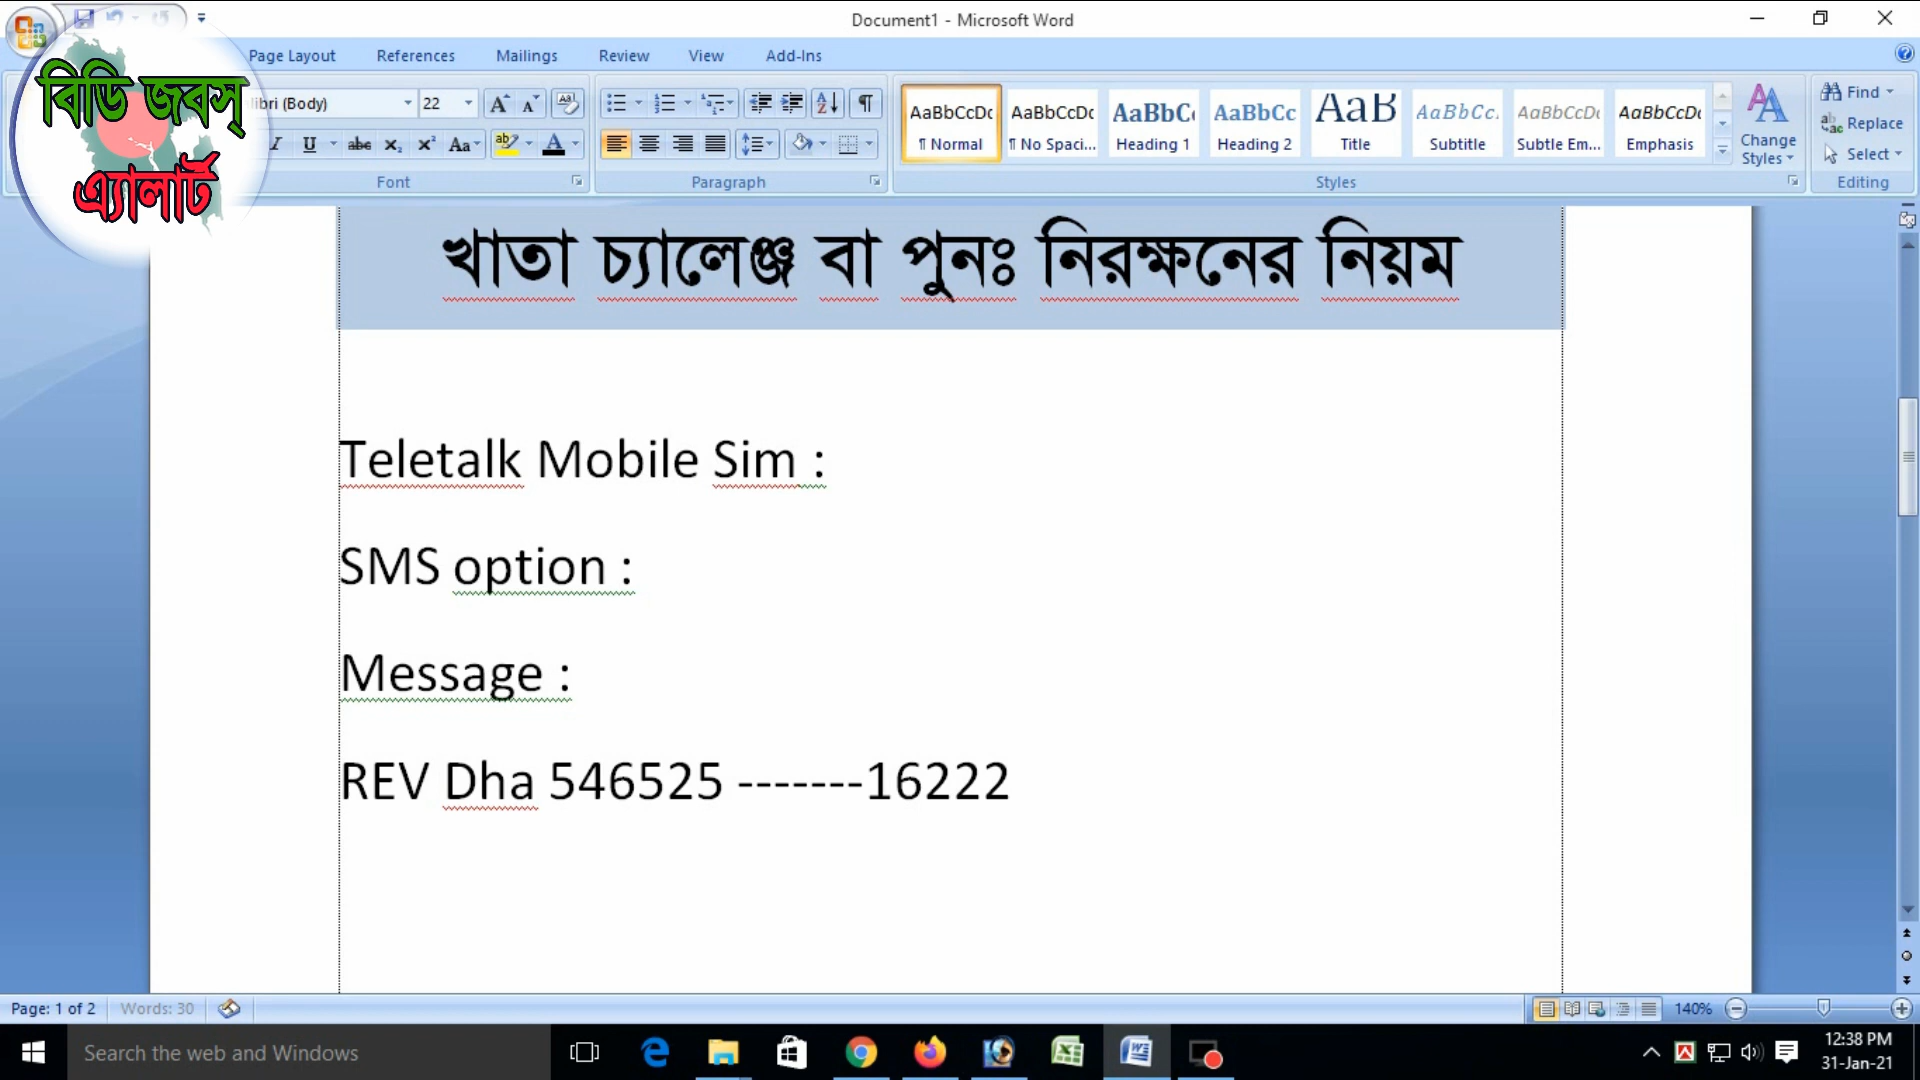 Document1 - Microsoft Word
Page Layout References Mailings Review View Add-Ins
বিডি জবস্
এ্যালার্ট
libri (Body) 22
AaBbCcDc AaBbCcDc AaBbC AaBbCc AaB AaBbCc. AaBbCcDc AaBbCcDc
¶ Normal ¶ No Spaci... Heading 1 Heading 2 Title Subtitle Subtle Em... Emphasis
Change Styles
Find
Replace
Select
Font Paragraph Styles Editing
খাতা চ্যালেঞ্জ বা পুনঃ নিরক্ষনের নিয়ম
Teletalk Mobile Sim :
SMS option :
Message :
REV Dha 546525 -------16222
Page: 1 of 2 Words: 30 140%
Search the web and Windows
12:38 PM
31-Jan-21